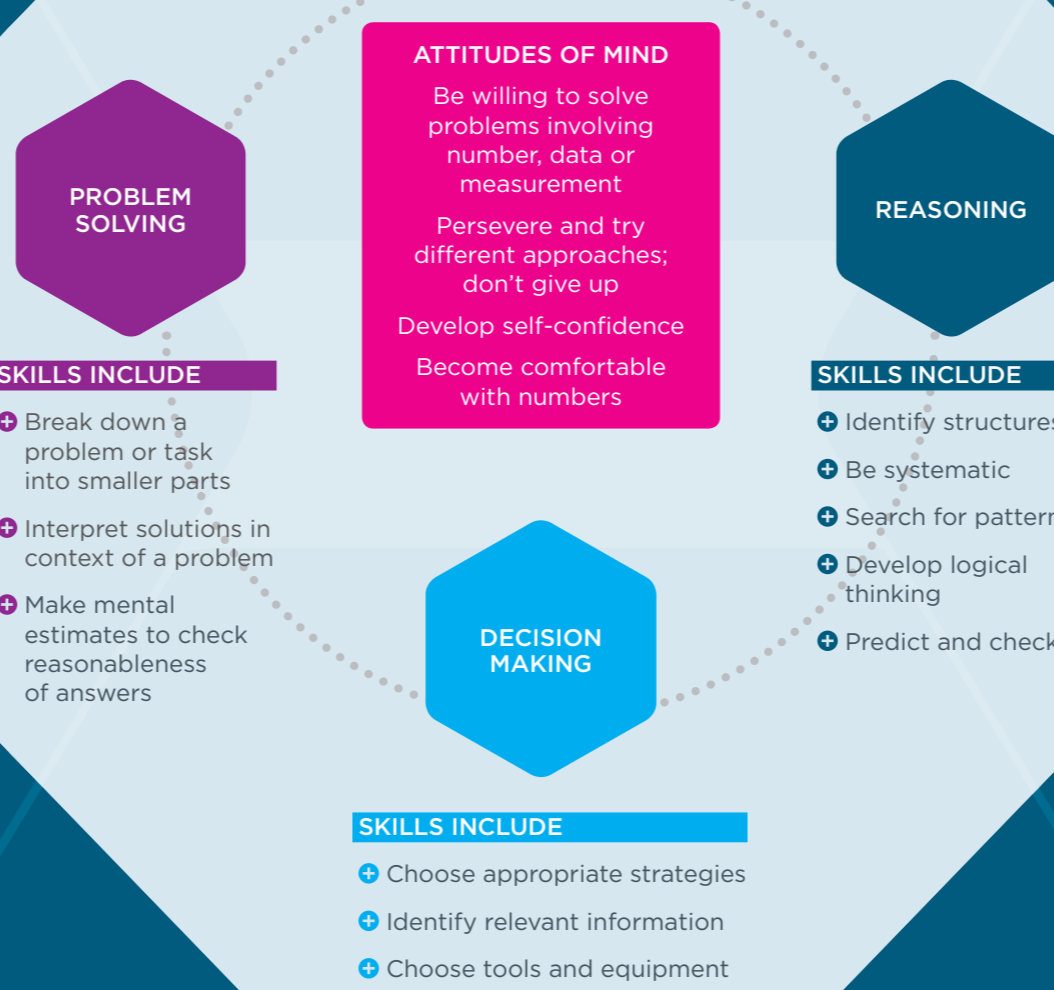 ATTITUDES OF MIND
Be willing to solve
problems involving
number, data or
measurement
Persevere and try
different approaches;
don't give up
Develop self-confidence
Become comfortable
with numbers
PROBLEM
SOLVING
SKILLS INCLUDE
Break down a
problem or task
into smaller parts
Interpret solutions in
context of a problem
Make mental
estimates to check
reasonableness
of answers
REASONING
SKILLS INCLUDE
Identify structures
Be systematic
Search for pattern
Develop logical
thinking
Predict and check
DECISION
MAKING
SKILLS INCLUDE
Choose appropriate strategies
Identify relevant information
Choose tools and equipment